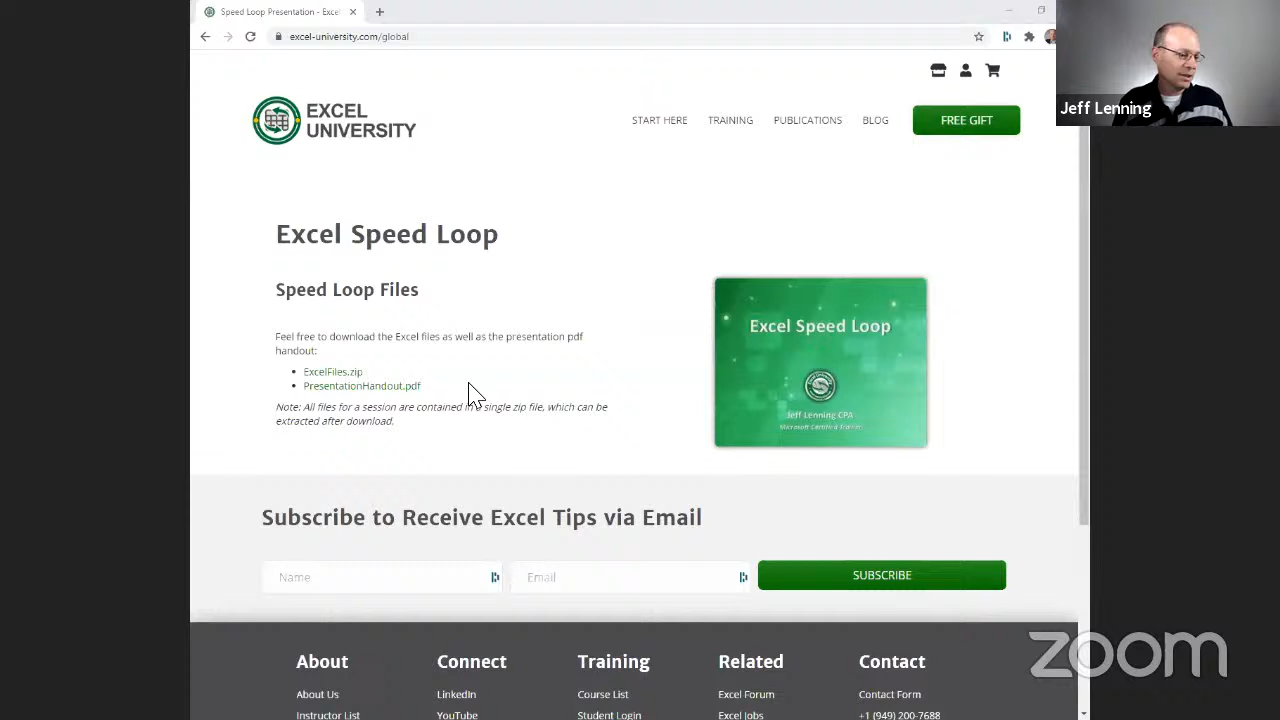 Speed Loop Presentation - Exce
excel-university.com/global
Jeff Lenning
EXCEL
UNIVERSITY
START HERE
TRAINING
PUBLICATIONS
BLOG
FREE GIFT
Excel Speed Loop
Speed Loop Files
Feel free to download the Excel files as well as the presentation pdf
handout:
ExcelFiles.zip
PresentationHandout.pdf
Note: All files for a session are contained in a single zip file, which can be
extracted after download.
Excel Speed Loop
Jeff Lenning CPA
Microsoft Certified Trainer
Subscribe to Receive Excel Tips via Email
Name
Email
SUBSCRIBE
About
Connect
Training
Related
Contact
About Us
LinkedIn
Course List
Excel Forum
Contact Form
Instructor List
YouTube
Student Login
Excel Jobs
+1 (949) 200-7688
zoom